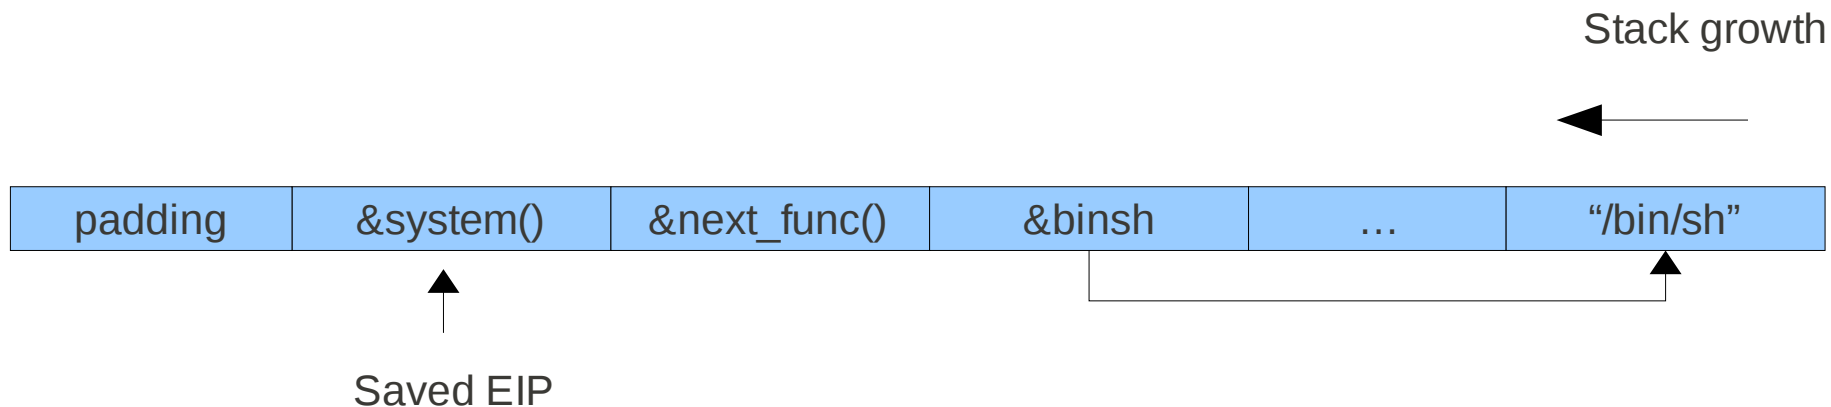 Stack growth
padding &system() &next_func() &binsh ... “/bin/sh”
Saved EIP